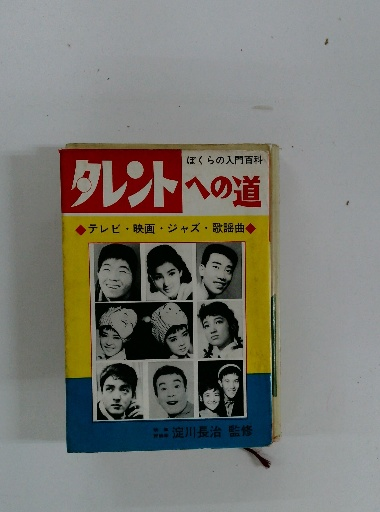 ぼくらの入門百科
タレントへの道
◆テレビ・映画・ジャズ・歌謡曲◆
淀川長治 監修